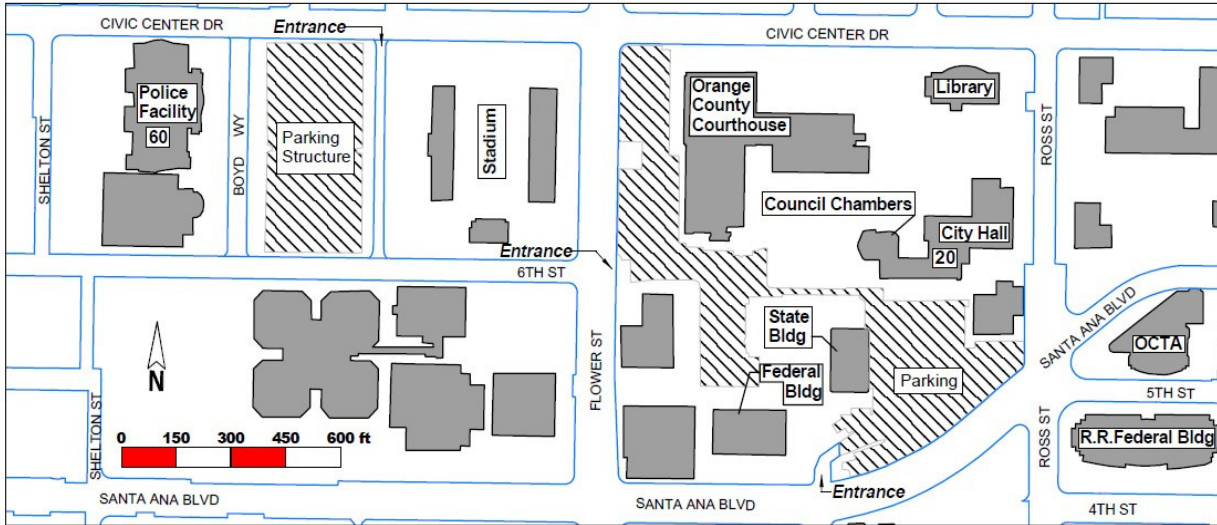 CIVIC CENTER DR
Entrance
CIVIC CENTER DR
Police
Facility
60
SHELTON ST
BOYD WY
Parking
Structure
Stadium
Orange
County
Courthouse
Library
ROSS ST
Council Chambers
City Hall
20
Entrance
6TH ST
N
FLOWER ST
State
Bldg
Federal
Bldg
Parking
SANTA ANA BLVD
OCTA
5TH ST
SHELTON ST
0 150 300 450 600 ft
ROSS ST
R.R.Federal Bldg
SANTA ANA BLVD
SANTA ANA BLVD
Entrance
4TH ST